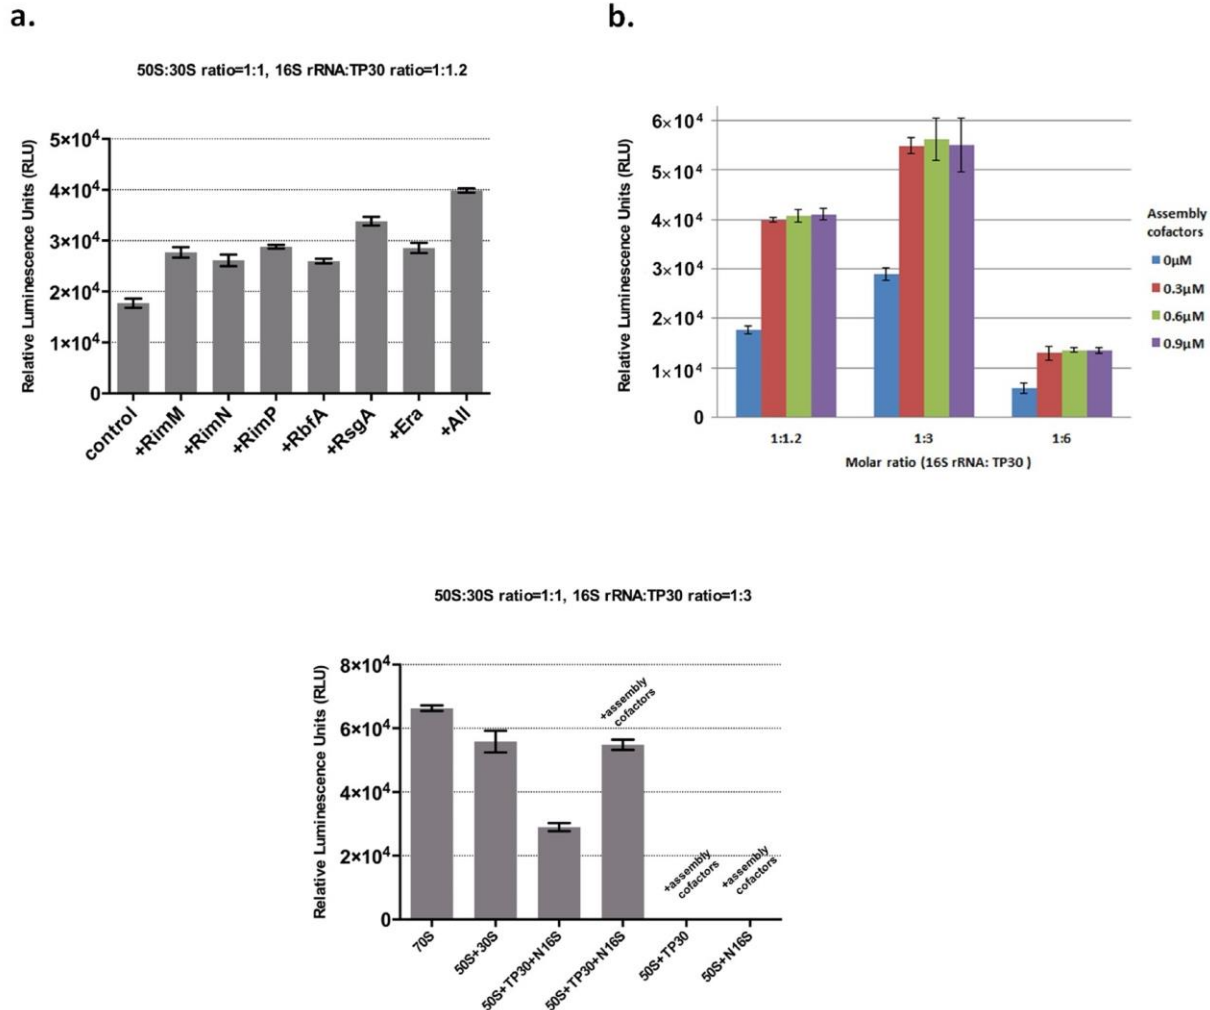 a.
50S:30S ratio=1:1, 16S rRNA:TP30 ratio=1:1.2
Relative Luminescence Units (RLU)
5×10⁴
4×10⁴
3×10⁴
2×10⁴
1×10⁴
0
control
+RimM
+RimN
+RimP
+RbfA
+RsgA
+Era
+All
b.
Relative Luminescence Units (RLU)
6×10⁴
5×10⁴
4×10⁴
3×10⁴
2×10⁴
1×10⁴
0
1:1.2
1:3
1:6
Molar ratio (16S rRNA: TP30 )
Assembly
cofactors
0µM
0.3µM
0.6µM
0.9µM
50S:30S ratio=1:1, 16S rRNA:TP30 ratio=1:3
Relative Luminescence Units (RLU)
8×10⁴
6×10⁴
4×10⁴
2×10⁴
0
+assembly
cofactors
+assembly
cofactors
+assembly
cofactors
70S
50S+30S
50S+TP30+N16S
50S+TP30+N16S
50S+TP30
50S+N16S